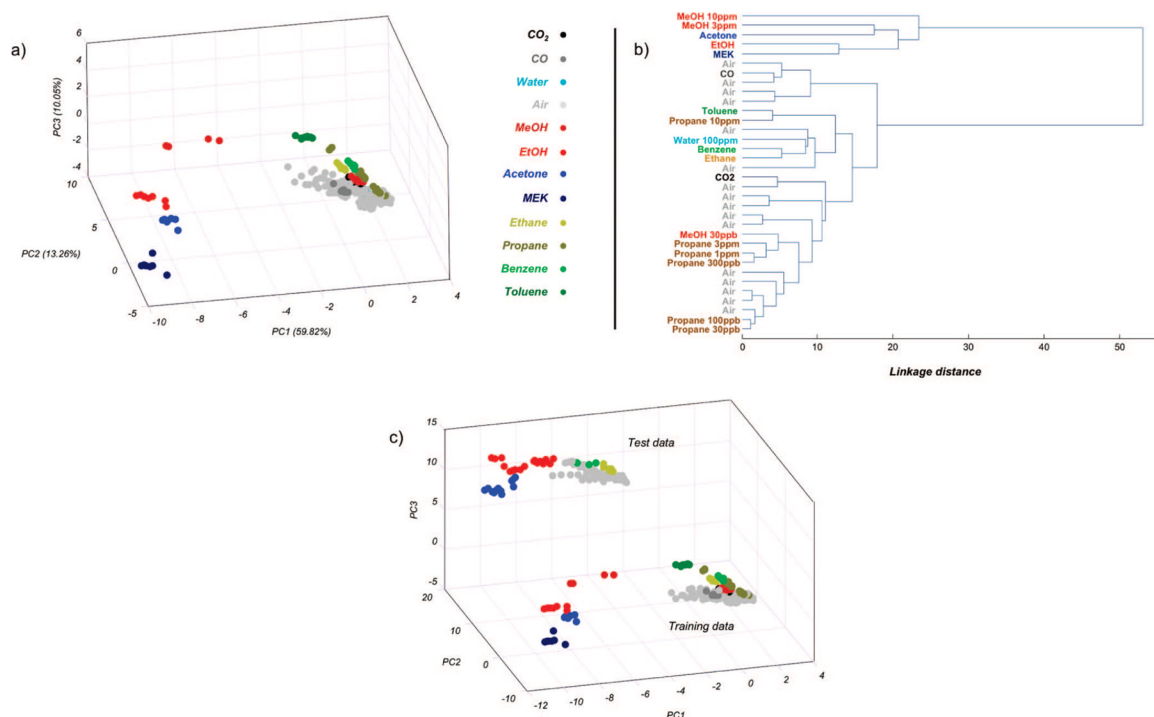 a)
6
4
2
0
-2
-4
PC3 (10.05%)
10
5
0
-5
PC2 (13.26%)
-10
-8
-6
-4
-2
0
2
4
PC1 (59.82%)
CO2
CO
Water
Air
MeOH
EtOH
Acetone
MEK
Ethane
Propane
Benzene
Toluene
b)
MeOH 10ppm
MeOH 3ppm
Acetone
EtOH
MEK
Air
CO
Air
Air
Air
Toluene
Propane 10ppm
Air
Water 100ppm
Benzene
Ethane
Air
CO2
Air
Air
Air
Air
Air
MeOH 30ppb
Propane 3ppm
Propane 1ppm
Propane 300ppb
Air
Air
Air
Air
Air
Propane 100ppb
Propane 30ppb
0
10
20
30
40
50
Linkage distance
c)
Test data
Training data
15
10
5
0
-5
PC3
20
10
0
-10
PC2
-12
-10
-8
-6
-4
-2
0
2
4
PC1